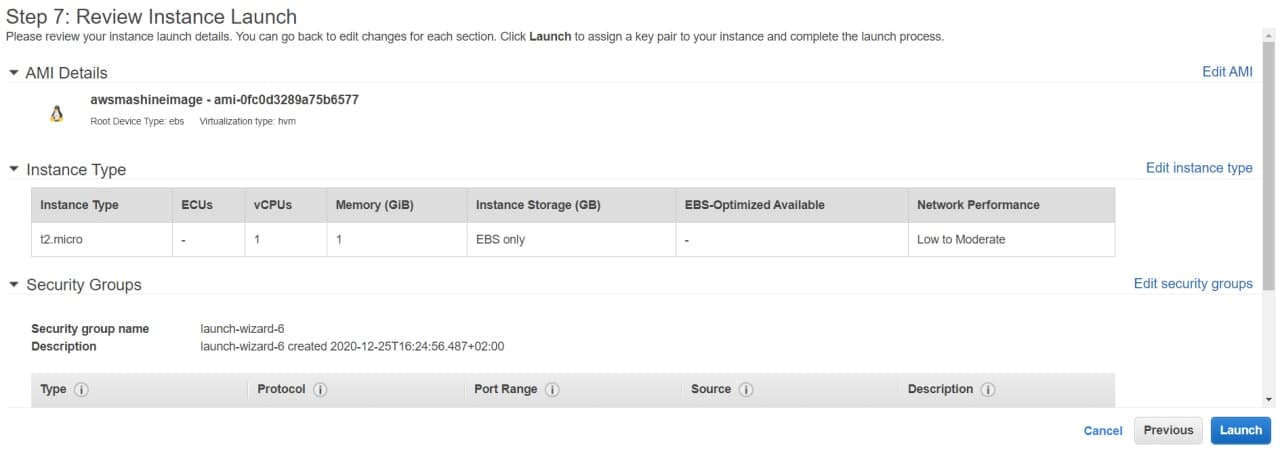 Step 7: Review Instance Launch
Please review your instance launch details. You can go back to edit changes for each section. Click Launch to assign a key pair to your instance and complete the launch process.
AMI Details
Edit AMI
awsmashineimage - ami-0fc0d3289a75b6577
Root Device Type: ebs Virtualization type: hvm
Instance Type
Edit instance type
Instance Type ECUs vCPUs Memory (GiB) Instance Storage (GB) EBS-Optimized Available Network Performance
t2.micro - 1 1 EBS only - Low to Moderate
Security Groups
Edit security groups
Security group name launch-wizard-6
Description launch-wizard-6 created 2020-12-25T16:24:56.487+02:00
Type i Protocol i Port Range i Source i Description i
Cancel Previous Launch